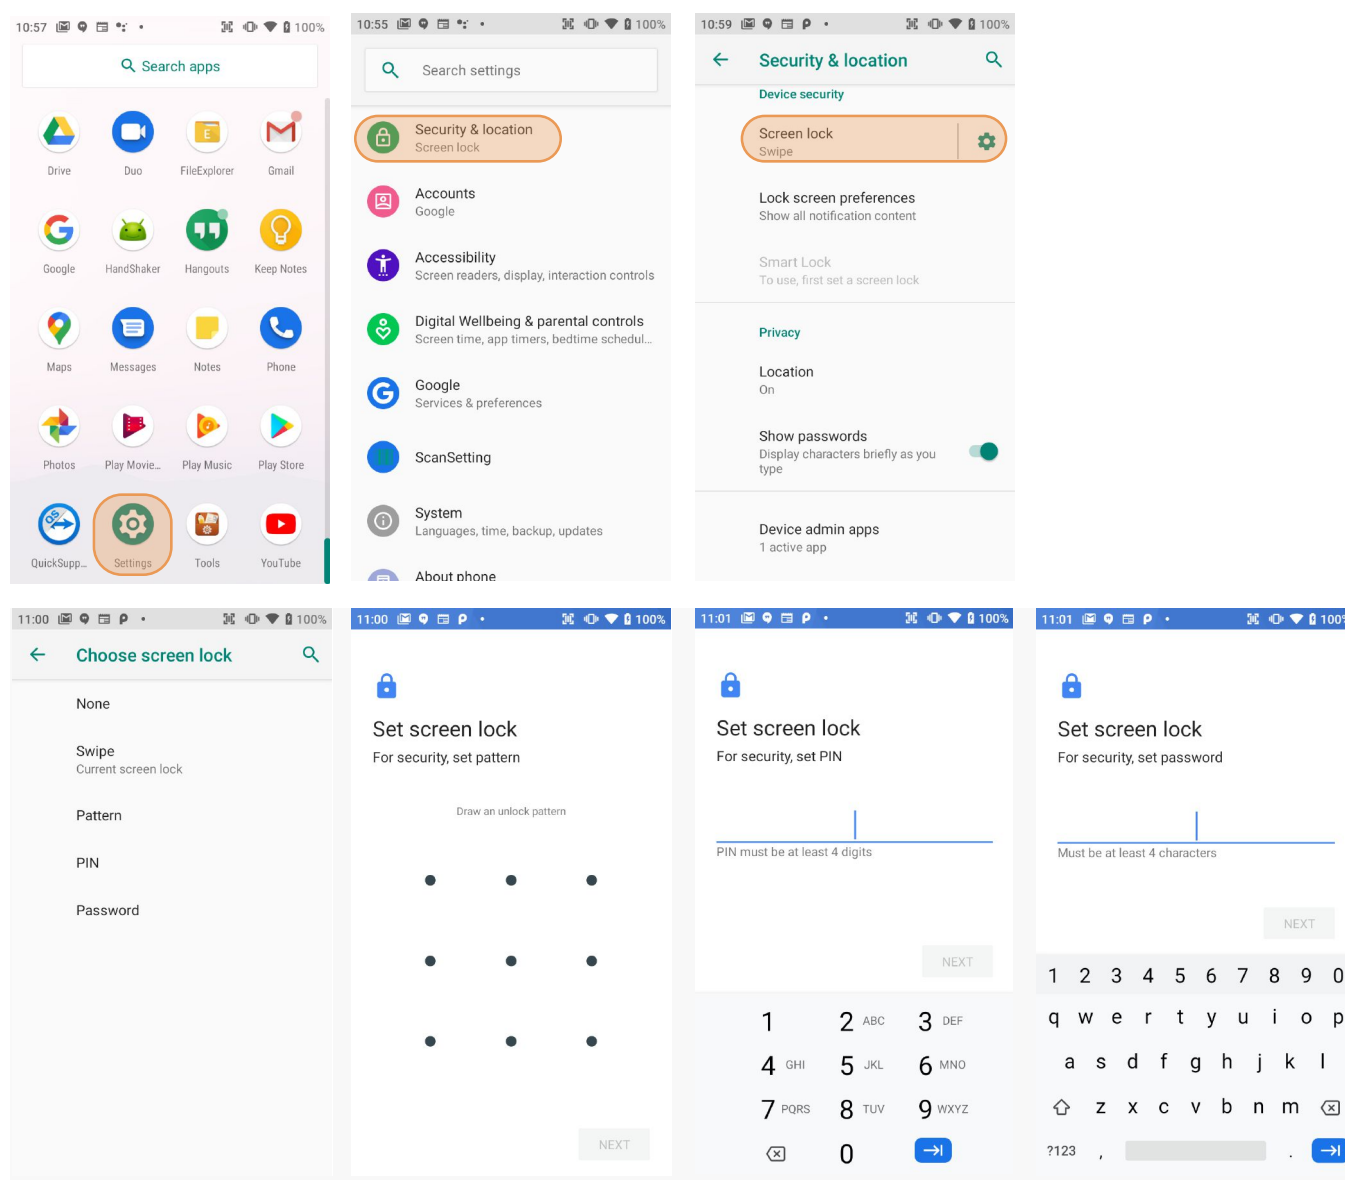 10:57
100%
Search apps
Drive
Duo
FileExplorer
Gmail
Google
HandShaker
Hangouts
Keep Notes
Maps
Messages
Notes
Phone
Photos
Play Movie...
Play Music
Play Store
QuickSupp...
Settings
Tools
YouTube
10:55
100%
Search settings
Security & location
Screen lock
Accounts
Google
Accessibility
Screen readers, display, interaction controls
Digital Wellbeing & parental controls
Screen time, app timers, bedtime schedul...
Google
Services & preferences
ScanSetting
System
Languages, time, backup, updates
About phone
10:59
100%
Security & location
Device security
Screen lock
Swipe
Lock screen preferences
Show all notification content
Smart Lock
To use, first set a screen lock
Privacy
Location
On
Show passwords
Display characters briefly as you
type
Device admin apps
1 active app
11:00
100%
Choose screen lock
None
Swipe
Current screen lock
Pattern
PIN
Password
11:00
100%
Set screen lock
For security, set pattern
Draw an unlock pattern
NEXT
11:01
100%
Set screen lock
For security, set PIN
PIN must be at least 4 digits
NEXT
1 2 ABC 3 DEF
4 GHI 5 JKL 6 MNO
7 PQRS 8 TUV 9 WXYZ
0
11:01
100%
Set screen lock
For security, set password
Must be at least 4 characters
NEXT
1 2 3 4 5 6 7 8 9 0
q w e r t y u i o p
a s d f g h j k l
z x c v b n m
?123 , .